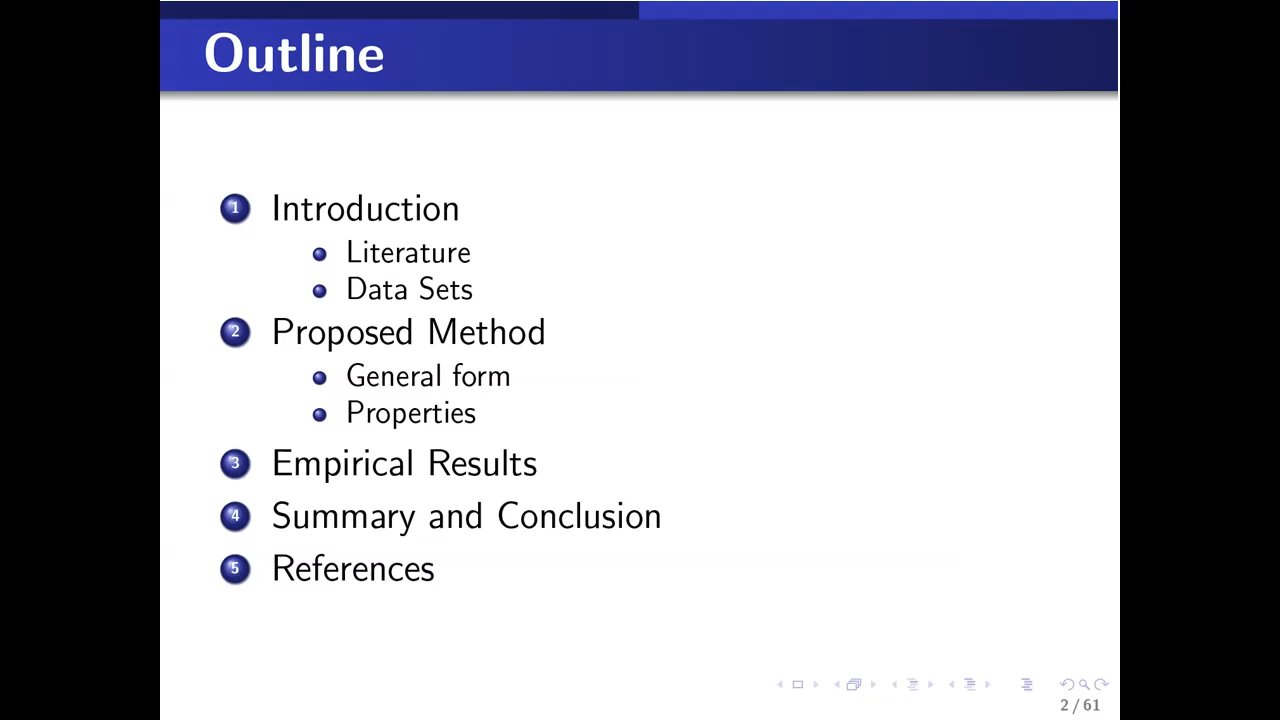 Outline
1 Introduction
Literature
Data Sets
2 Proposed Method
General form
Properties
3 Empirical Results
4 Summary and Conclusion
5 References
2 / 61